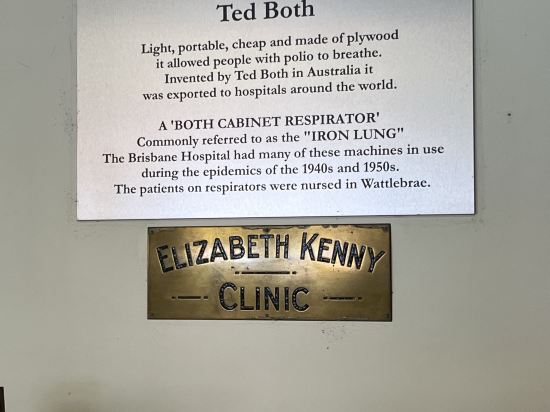 Ted Both
Light, portable, cheap and made of plywood
it allowed people with polio to breathe.
Invented by Ted Both in Australia it
was exported to hospitals around the world.
A 'BOTH CABINET RESPIRATOR'
Commonly referred to as the "IRON LUNG"
The Brisbane Hospital had many of these machines in use
during the epidemics of the 1940s and 1950s.
The patients on respirators were nursed in Wattlebrae.
ELIZABETH KENNY
CLINIC